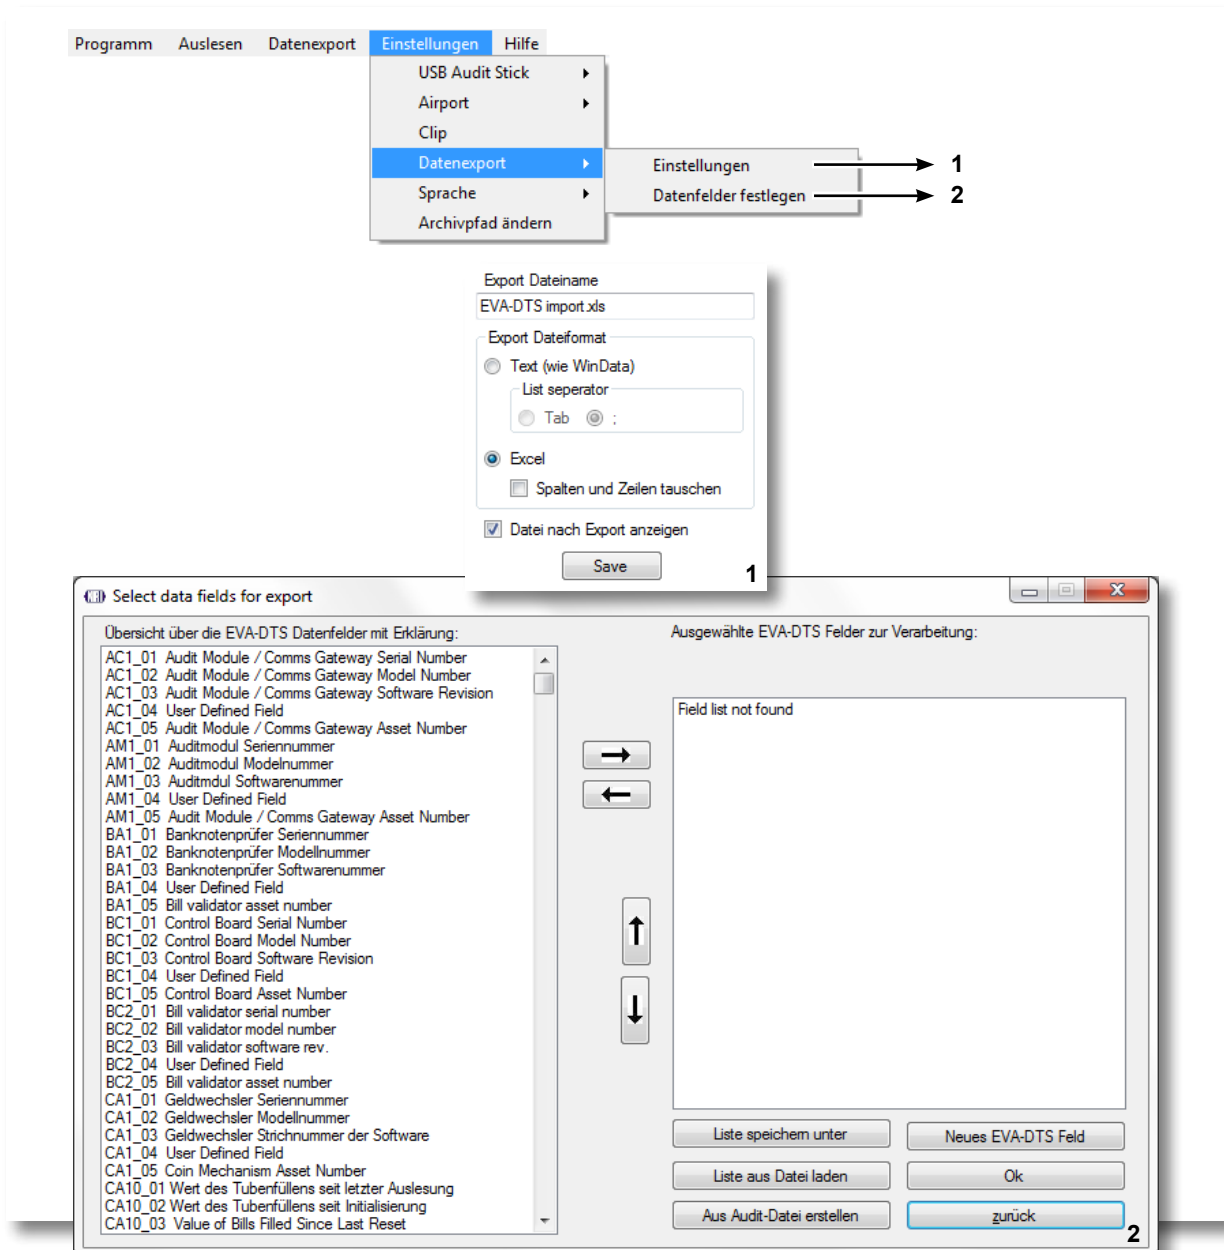 Programm Auslesen Datenexport Einstellungen Hilfe
USB Audit Stick
Airport
Clip
Datenexport
Sprache
Archivpfad ändern
Einstellungen 1
Datenfelder festlegen 2
Export Dateiname
EVA-DTS import.xls
Export Dateiformat
Text (wie WinData)
List seperator
Tab ;
Excel
Spalten und Zeilen tauschen
Datei nach Export anzeigen
Save
1
Select data fields for export
Übersicht über die EVA-DTS Datenfelder mit Erklärung:
AC1_01 Audit Module / Comms Gateway Serial Number
AC1_02 Audit Module / Comms Gateway Model Number
AC1_03 Audit Module / Comms Gateway Software Revision
AC1_04 User Defined Field
AC1_05 Audit Module / Comms Gateway Asset Number
AM1_01 Auditmodul Seriennummer
AM1_02 Auditmodul Modelnummer
AM1_03 Auditmdul Softwarenummer
AM1_04 User Defined Field
AM1_05 Audit Module / Comms Gateway Asset Number
BA1_01 Banknotenprüfer Seriennummer
BA1_02 Banknotenprüfer Modellnummer
BA1_03 Banknotenprüfer Softwarenummer
BA1_04 User Defined Field
BA1_05 Bill validator asset number
BC1_01 Control Board Serial Number
BC1_02 Control Board Model Number
BC1_03 Control Board Software Revision
BC1_04 User Defined Field
BC1_05 Control Board Asset Number
BC2_01 Bill validator serial number
BC2_02 Bill validator model number
BC2_03 Bill validator software rev.
BC2_04 User Defined Field
BC2_05 Bill validator asset number
CA1_01 Geldwechsler Seriennummer
CA1_02 Geldwechsler Modellnummer
CA1_03 Geldwechsler Strichnummer der Software
CA1_04 User Defined Field
CA1_05 Coin Mechanism Asset Number
CA10_01 Wert des Tubenfüllens seit letzter Auslesung
CA10_02 Wert des Tubenfüllens seit Initialisierung
CA10_03 Value of Bills Filled Since Last Reset
Ausgewählte EVA-DTS Felder zur Verarbeitung:
Field list not found
Liste speichern unter
Neues EVA-DTS Feld
Liste aus Datei laden
Ok
Aus Audit-Datei erstellen
zurück
2